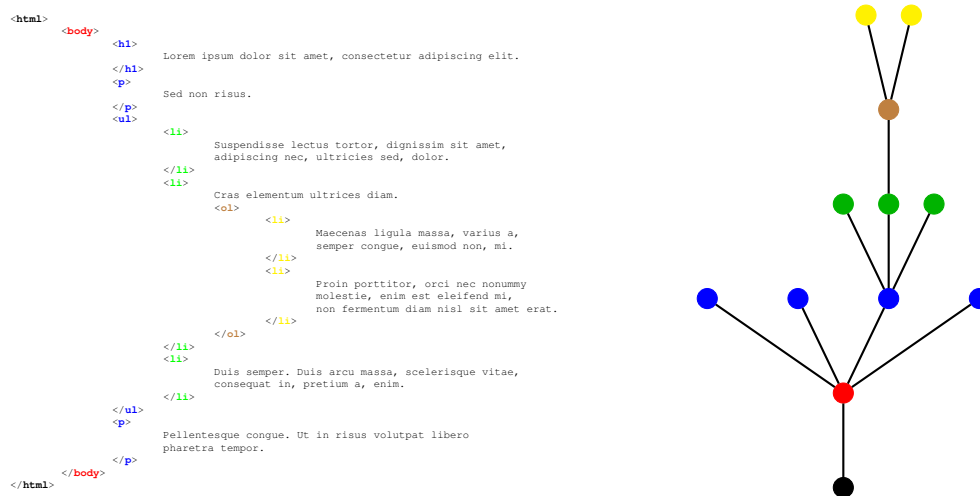 <html>
<body>
<h1>
Lorem ipsum dolor sit amet, consectetur adipiscing elit.
</h1>
<p>
Sed non risus.
</p>
<ul>
<li>
Suspendisse lectus tortor, dignissim sit amet,
adipiscing nec, ultricies sed, dolor.
</li>
<li>
Cras elementum ultrices diam.
<ol>
<li>
Maecenas ligula massa, varius a,
semper congue, euismod non, mi.
</li>
<li>
Proin porttitor, orci nec nonummy
molestie, enim est eleifend mi,
non fermentum diam nisl sit amet erat.
</li>
</ol>
</li>
<li>
Duis semper. Duis arcu massa, scelerisque vitae,
consequat in, pretium a, enim.
</li>
</ul>
<p>
Pellentesque congue. Ut in risus volutpat libero
pharetra tempor.
</p>
</body>
</html>